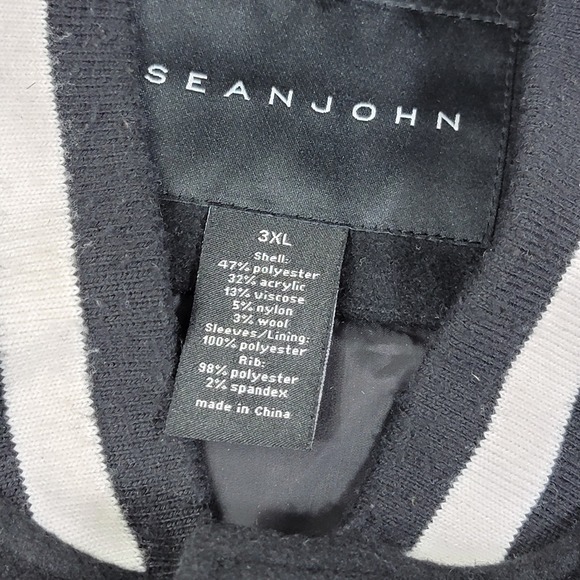 SEANJOHN
3XL
Shell:
47% polyester
32% acrylic
13% viscose
5% nylon
3% wool
Sleeves/Lining:
100% polyester
Rib:
98% polyester
2% spandex
made in China